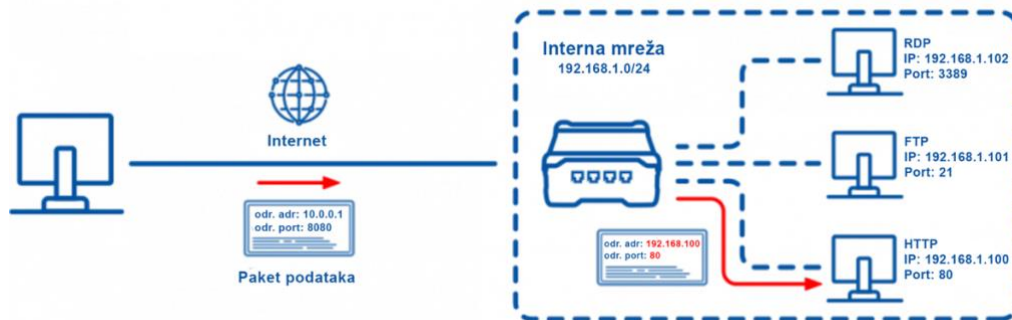 Internet
odr. adr: 10.0.0.1
odr. port: 8080
Paket podataka
Interna mreža
192.168.1.0/24
odr. adr: 192.168.100
odr. port: 80
RDP
IP: 192.168.1.102
Port: 3389
FTP
IP: 192.168.1.101
Port: 21
HTTP
IP: 192.168.1.100
Port: 80